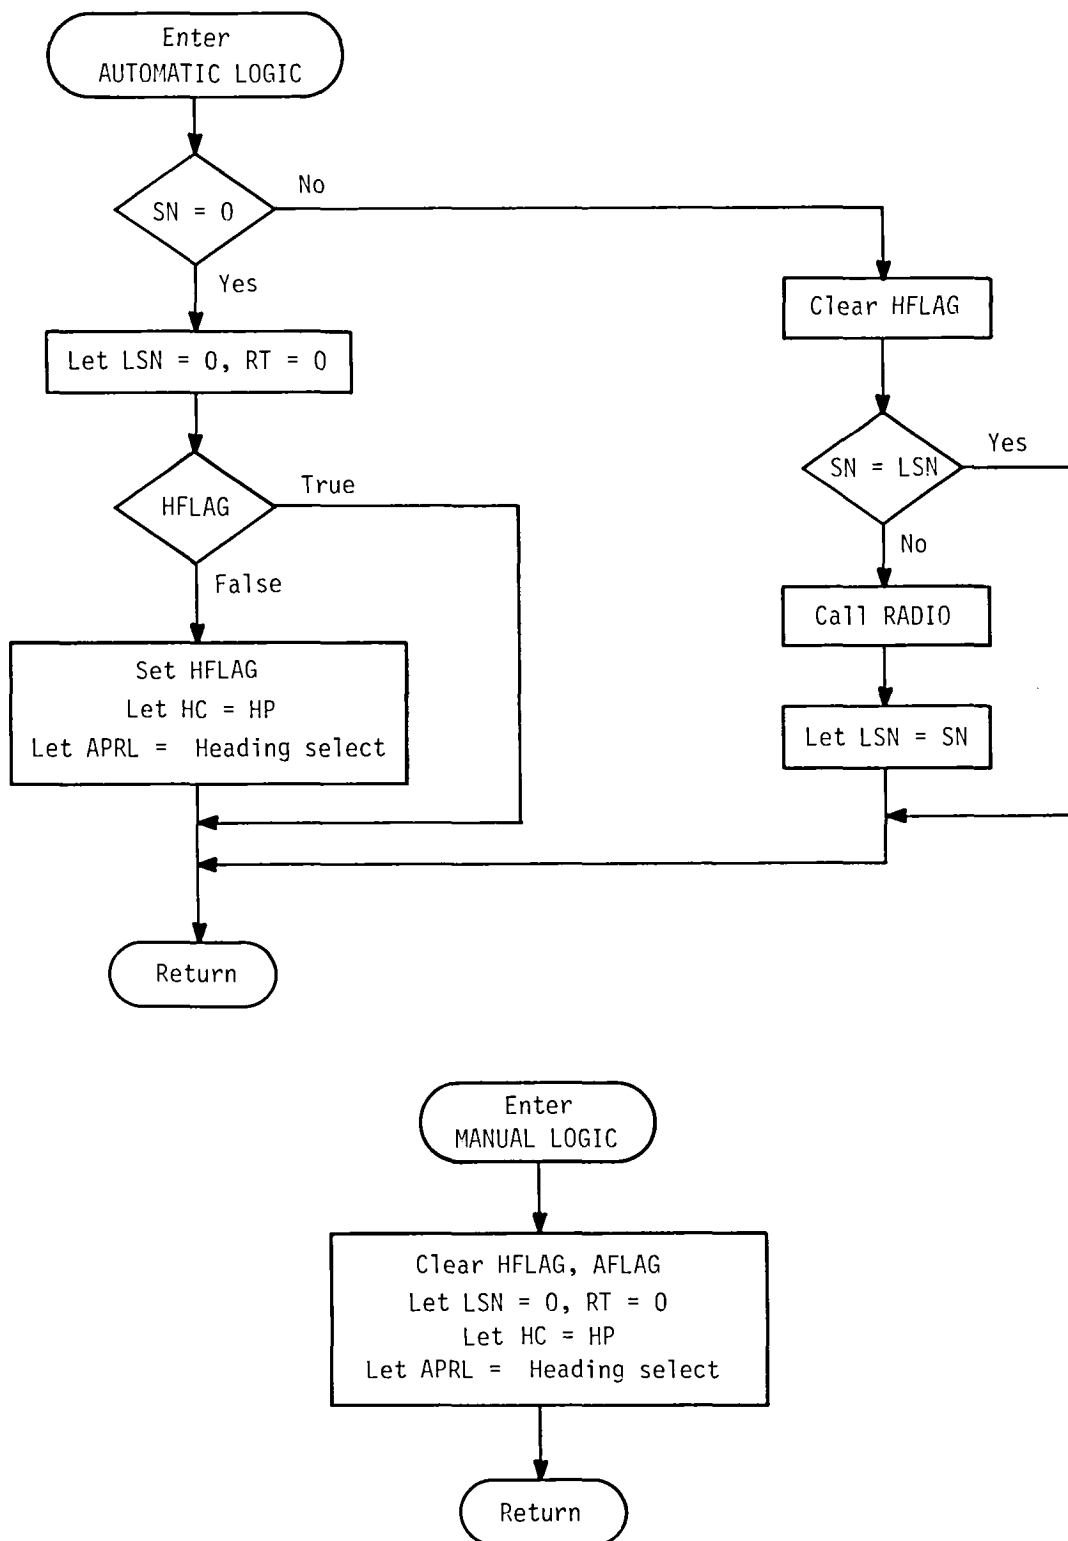 Enter
AUTOMATIC LOGIC
SN = 0
No
Yes
Let LSN = 0, RT = 0
HFLAG
True
False
Set HFLAG
Let HC = HP
Let APRL = Heading select
Clear HFLAG
SN = LSN
Yes
No
Call RADIO
Let LSN = SN
Return
Enter
MANUAL LOGIC
Clear HFLAG, AFLAG
Let LSN = 0, RT = 0
Let HC = HP
Let APRL = Heading select
Return